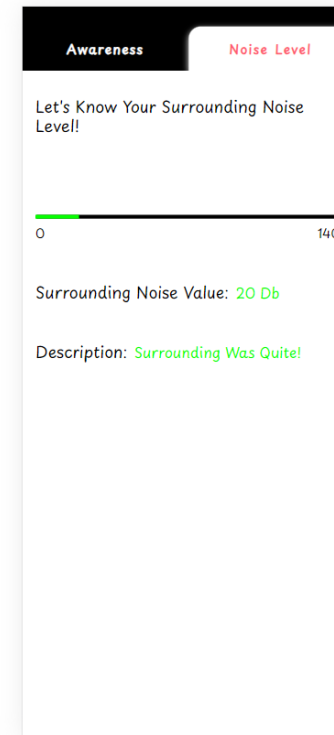 Awareness Noise Level
Let's Know Your Surrounding Noise
Level!
0 140
Surrounding Noise Value: 20 Db
Description: Surrounding Was Quite!